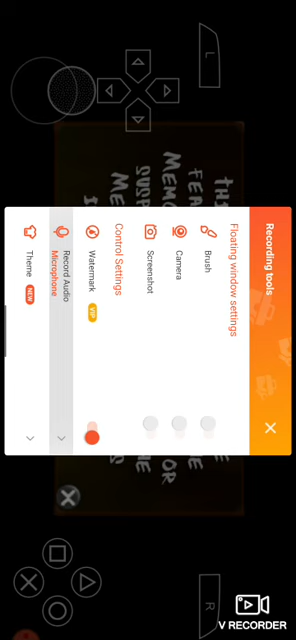 L
Recording tools
Floating window settings
Brush
Camera
Screenshot
Control Settings
Watermark VIP
Record Audio
Microphone
Theme NEW
R
V RECORDER